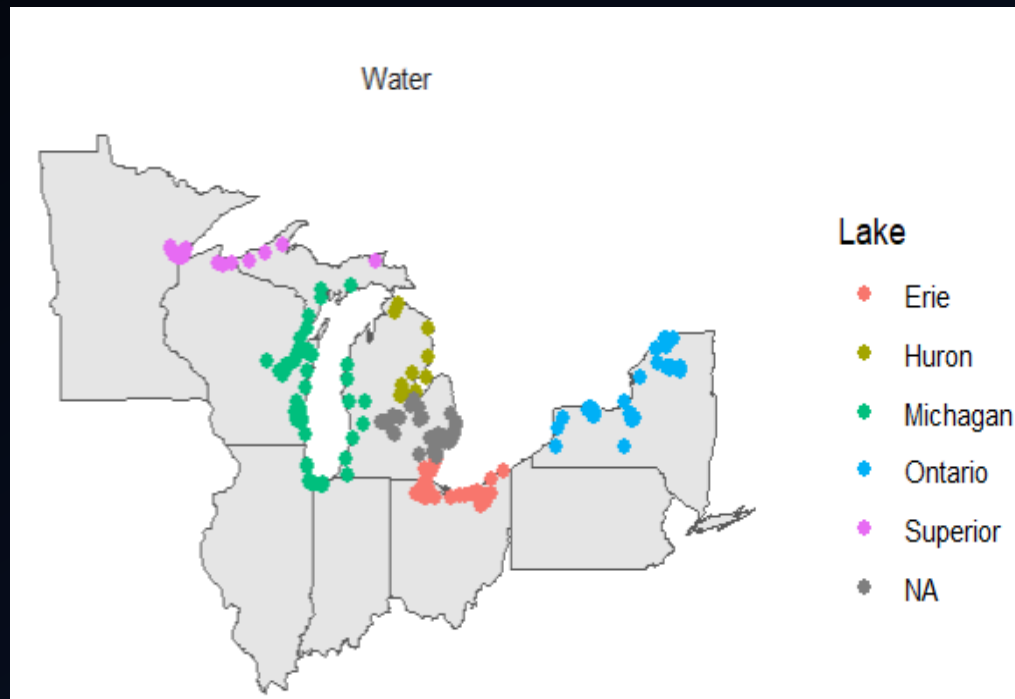 Water
Lake
Erie
Huron
Michagan
Ontario
Superior
NA